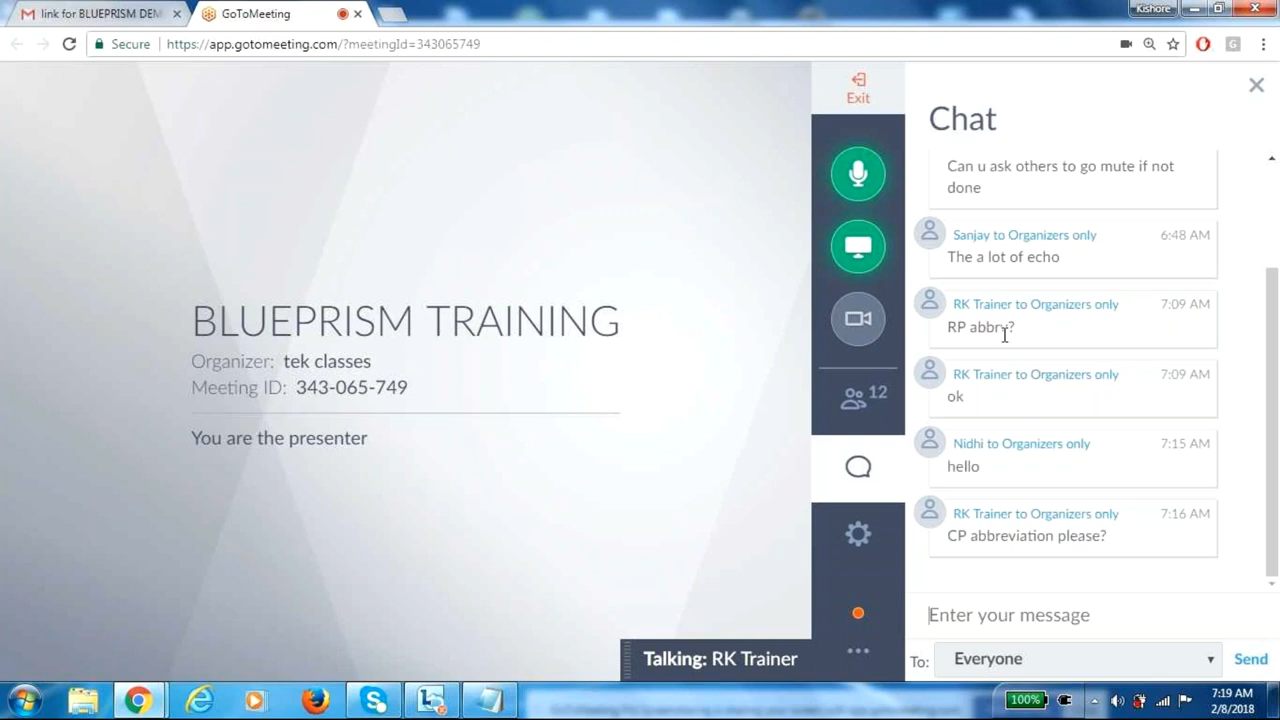 link for BLUEPRISM DEM
GoToMeeting
Kishore
Secure
https://app.gotomeeting.com/?meetingId=343065749
G
Exit
Chat
Can u ask others to go mute if not
done
Sanjay to Organizers only 6:48 AM
The a lot of echo
RK Trainer to Organizers only 7:09 AM
RP abbry?
RK Trainer to Organizers only 7:09 AM
ok
Nidhi to Organizers only 7:15 AM
hello
RK Trainer to Organizers only 7:16 AM
CP abbreviation please?
BLUEPRISM TRAINING
Organizer: tek classes
Meeting ID: 343-065-749
You are the presenter
12
Enter your message
Talking: RK Trainer
To: Everyone Send
100%
7:19 AM
2/8/2018